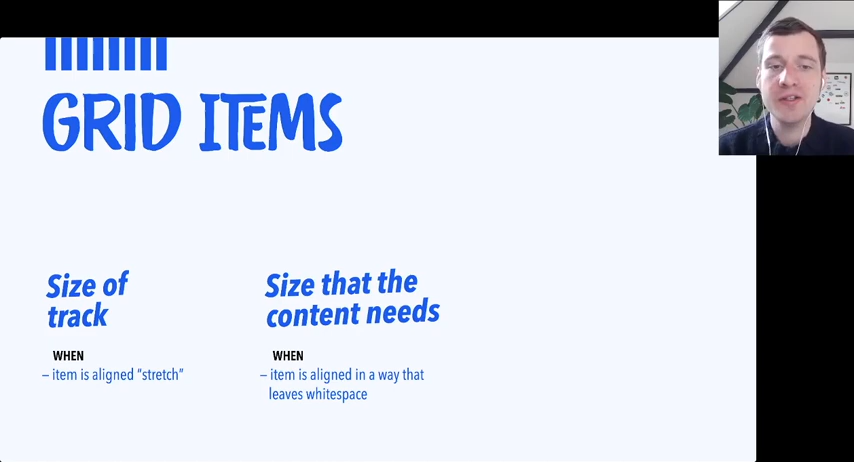 GRID ITEMS
Size of
track
WHEN
– item is aligned “stretch”
Size that the
content needs
WHEN
– item is aligned in a way that
leaves whitespace